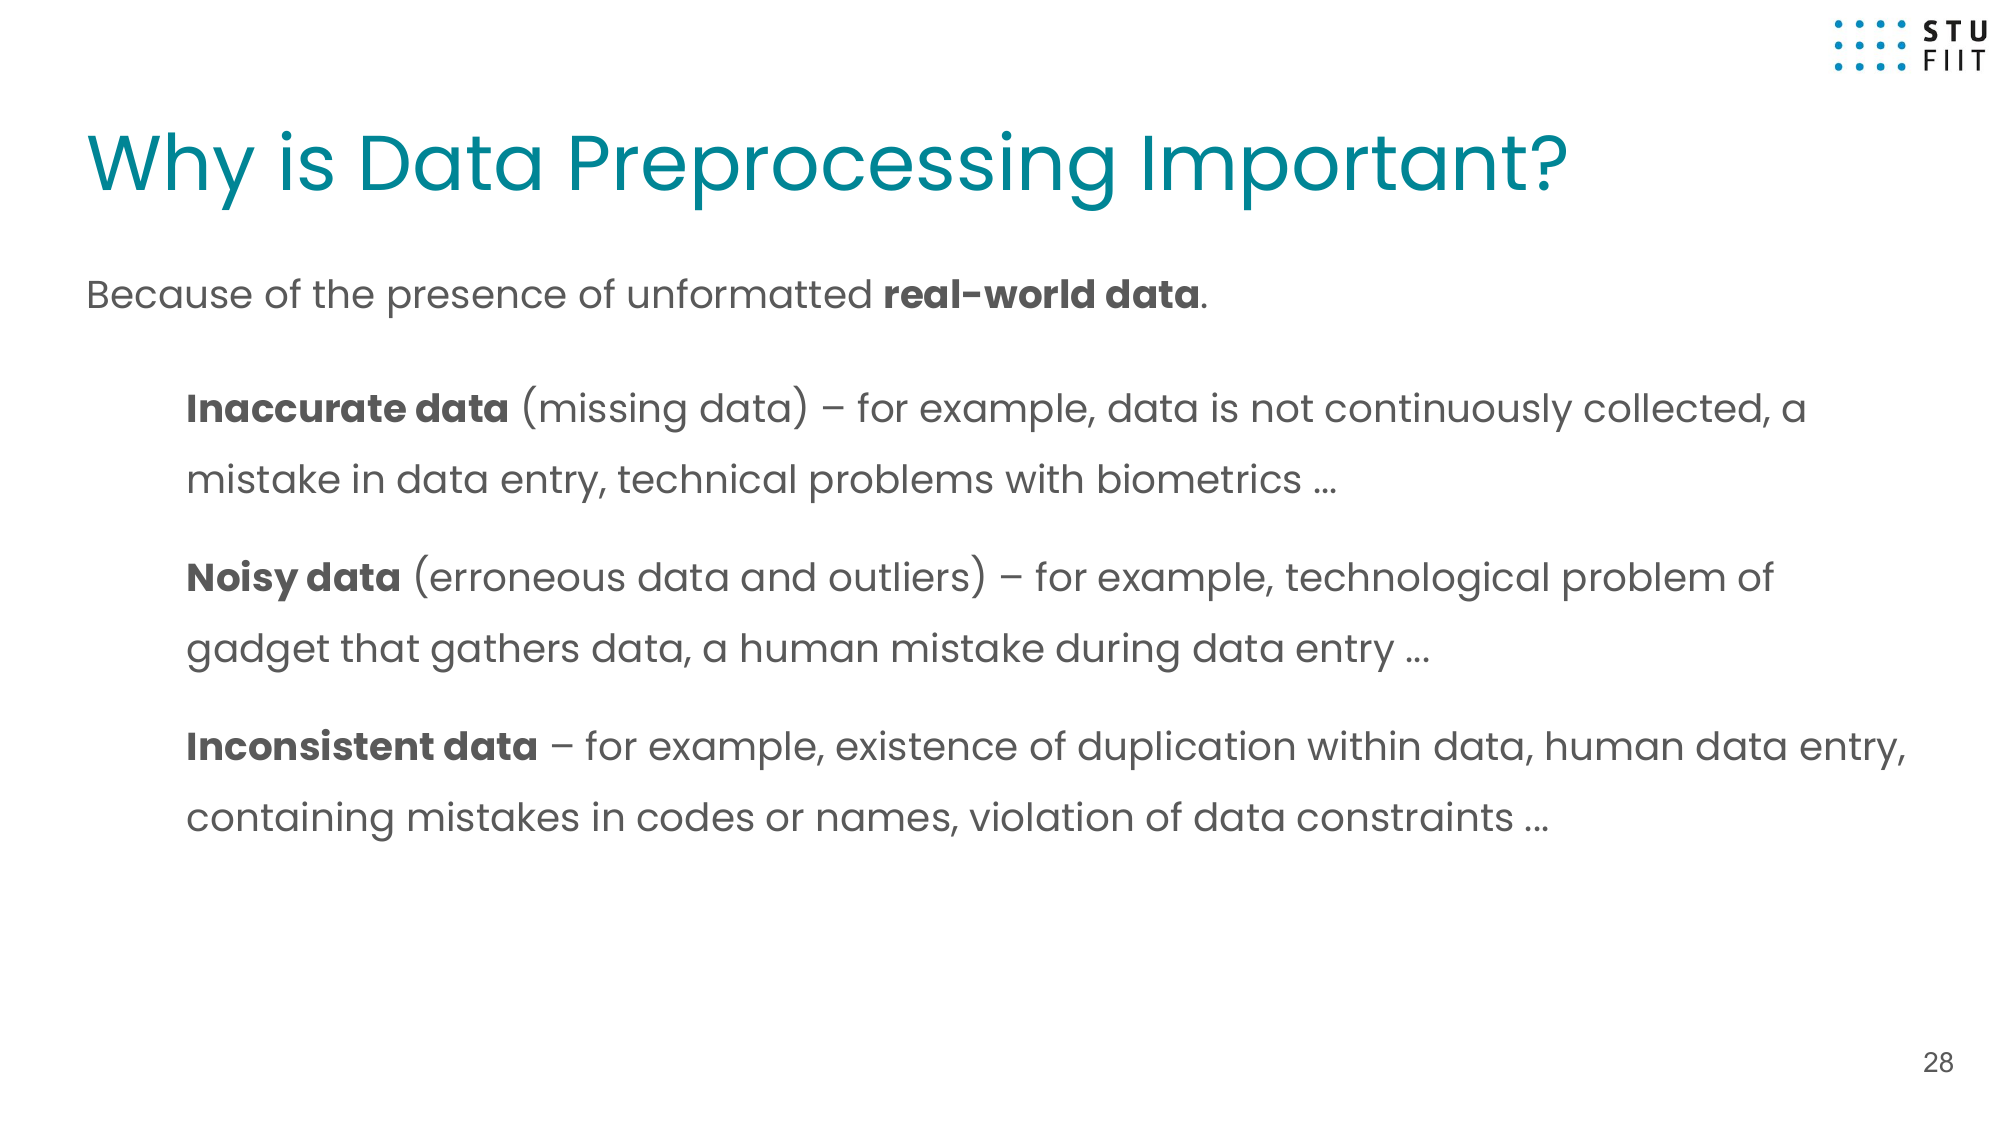 STU
FIIT
Why is Data Preprocessing Important?
Because of the presence of unformatted real-world data.
Inaccurate data (missing data) – for example, data is not continuously collected, a
mistake in data entry, technical problems with biometrics ...
Noisy data (erroneous data and outliers) – for example, technological problem of
gadget that gathers data, a human mistake during data entry ...
Inconsistent data – for example, existence of duplication within data, human data entry,
containing mistakes in codes or names, violation of data constraints ...
28